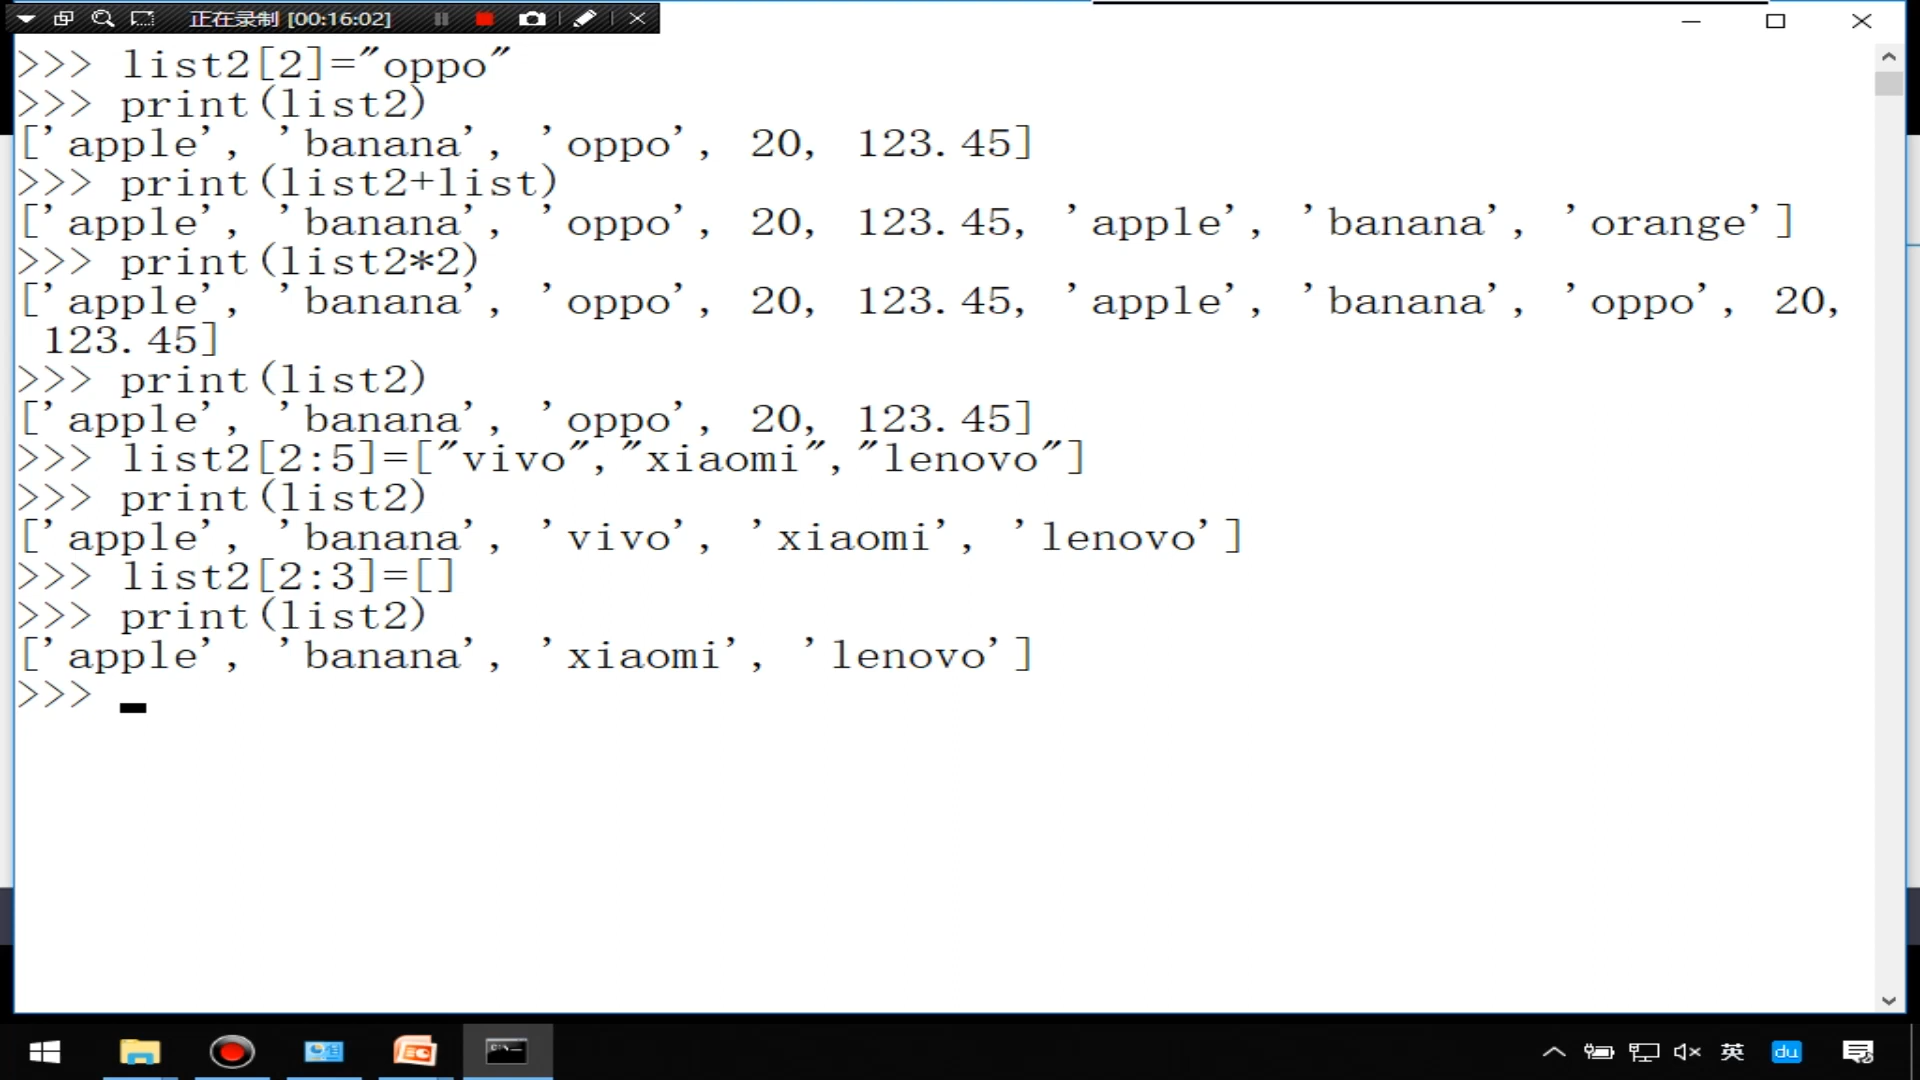 正在录制 [00:16:02]
>>> list2[2]="oppo"
>>> print(list2)
['apple', 'banana', 'oppo', 20, 123.45]
>>> print(list2+list)
['apple', 'banana', 'oppo', 20, 123.45, 'apple', 'banana', 'orange']
>>> print(list2*2)
['apple', 'banana', 'oppo', 20, 123.45, 'apple', 'banana', 'oppo', 20,
 123.45]
>>> print(list2)
['apple', 'banana', 'oppo', 20, 123.45]
>>> list2[2:5]=["vivo","xiaomi","lenovo"]
>>> print(list2)
['apple', 'banana', 'vivo', 'xiaomi', 'lenovo']
>>> list2[2:3]=[]
>>> print(list2)
['apple', 'banana', 'xiaomi', 'lenovo']
>>>
英 du